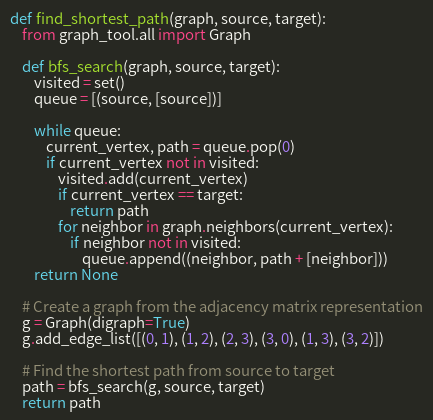 def find_shortest_path(graph, source, target):
    from graph_tool.all import Graph

    def bfs_search(graph, source, target):
        visited = set()
        queue = [(source, [source])]

        while queue:
            current_vertex, path = queue.pop(0)
            if current_vertex not in visited:
                visited.add(current_vertex)
                if current_vertex == target:
                    return path
                for neighbor in graph.neighbors(current_vertex):
                    if neighbor not in visited:
                        queue.append((neighbor, path + [neighbor]))
        return None

    # Create a graph from the adjacency matrix representation
    g = Graph(digraph=True)
    g.add_edge_list([(0, 1), (1, 2), (2, 3), (3, 0), (1, 3), (3, 2)])

    # Find the shortest path from source to target
    path = bfs_search(g, source, target)
    return path